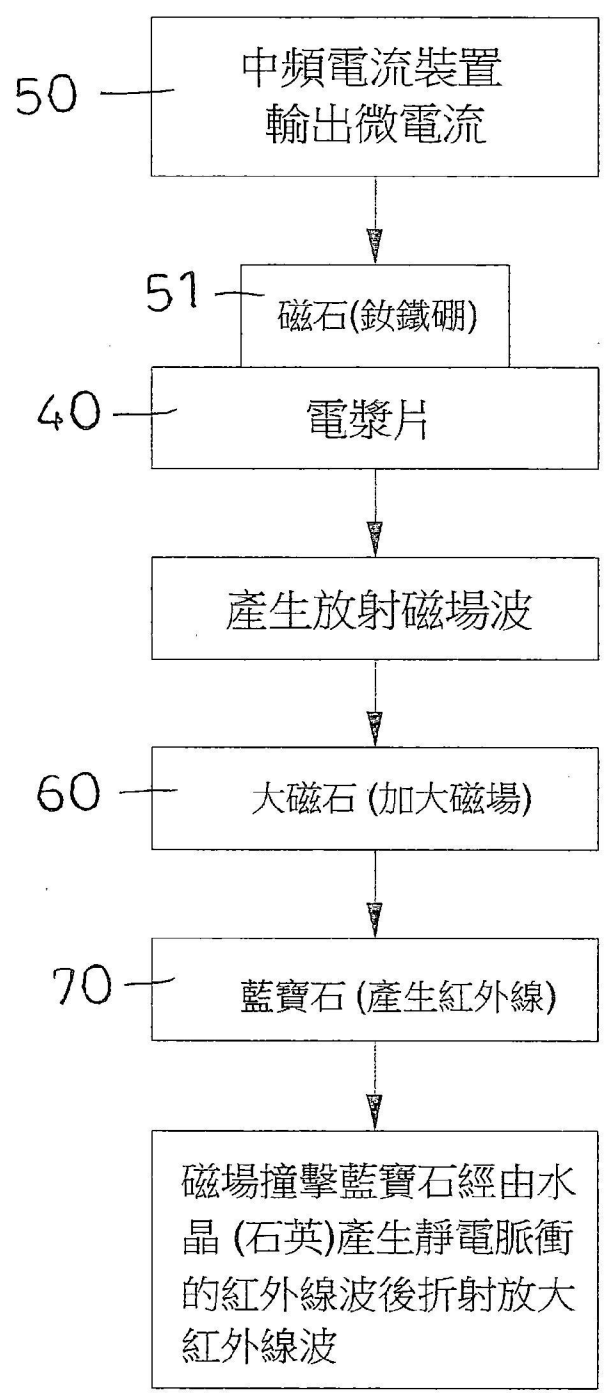 50
中頻電流裝置
輸出微電流
51
磁石(釹鐵硼)
40
電漿片
產生放射磁場波
60
大磁石(加大磁場)
70
藍寶石(產生紅外線)
磁場撞擊藍寶石經由水
晶(石英)產生靜電脈衝
的紅外線波後折射放大
紅外線波